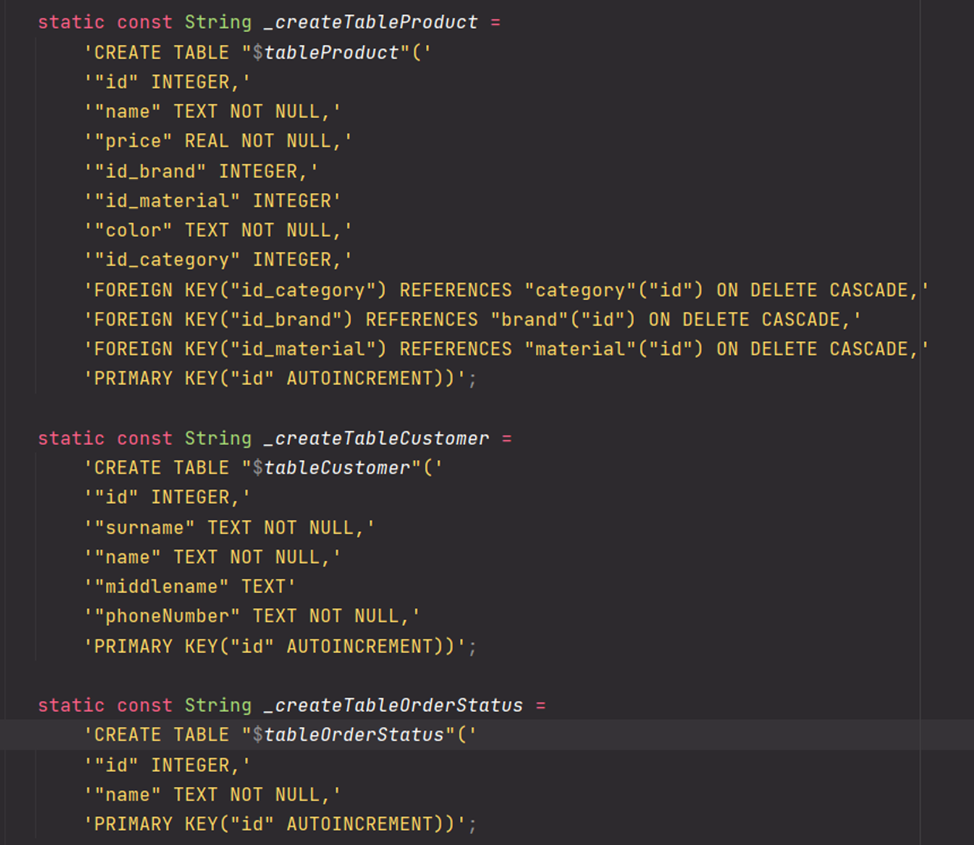 static const String _createTableProduct =
'CREATE TABLE "$tableProduct"('
'"id" INTEGER,'
'"name" TEXT NOT NULL,'
'"price" REAL NOT NULL,'
'"id_brand" INTEGER,'
'"id_material" INTEGER'
'"color" TEXT NOT NULL,'
'"id_category" INTEGER,'
'FOREIGN KEY("id_category") REFERENCES "category"("id") ON DELETE CASCADE,'
'FOREIGN KEY("id_brand") REFERENCES "brand"("id") ON DELETE CASCADE,'
'FOREIGN KEY("id_material") REFERENCES "material"("id") ON DELETE CASCADE,'
'PRIMARY KEY("id" AUTOINCREMENT))';
static const String _createTableCustomer =
'CREATE TABLE "$tableCustomer"('
'"id" INTEGER,'
'"surname" TEXT NOT NULL,'
'"name" TEXT NOT NULL,'
'"middlename" TEXT'
'"phoneNumber" TEXT NOT NULL,'
'PRIMARY KEY("id" AUTOINCREMENT))';
static const String _createTableOrderStatus =
'CREATE TABLE "$tableOrderStatus"('
'"id" INTEGER,'
'"name" TEXT NOT NULL,'
'PRIMARY KEY("id" AUTOINCREMENT))';